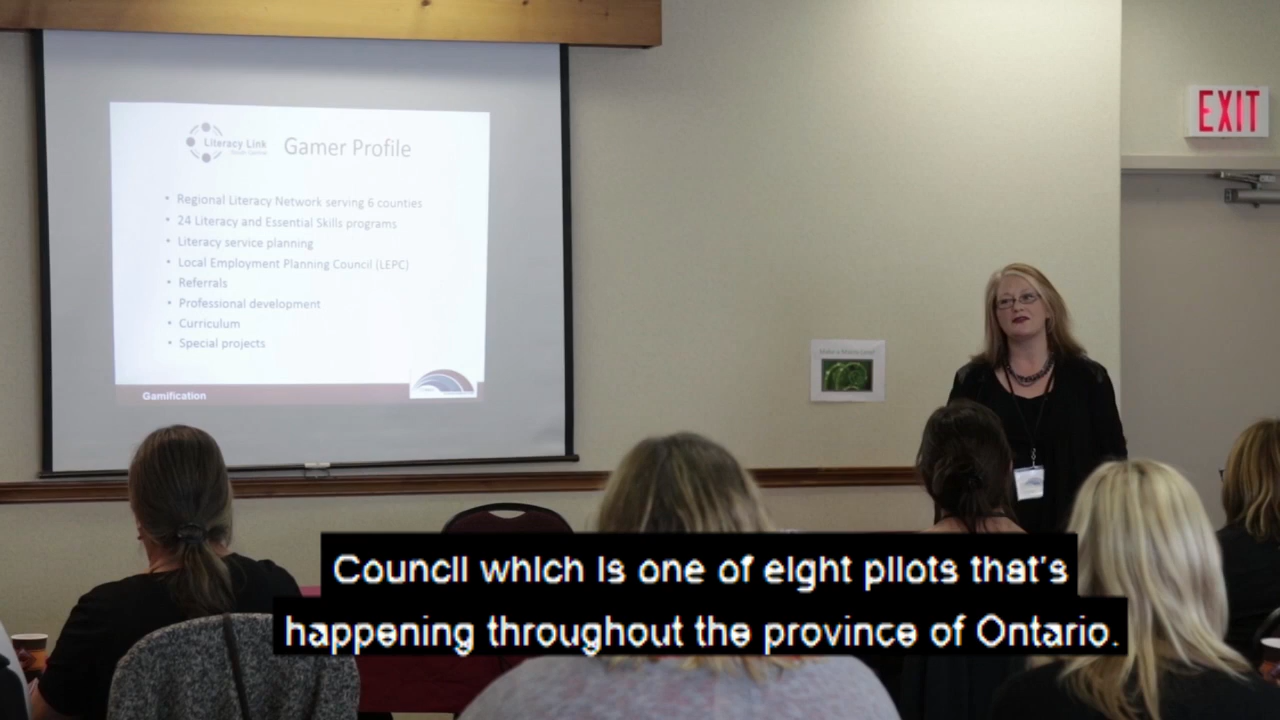 Literacy Link
Gamer Profile
• Regional Literacy Network serving 6 counties
• 24 Literacy and Essential Skills programs
• Literacy service planning
• Local Employment Planning Council (LEPC)
• Referrals
• Professional development
• Curriculum
• Special projects
Gamification
EXIT
Council which is one of eight pilots that's
happening throughout the province of Ontario.